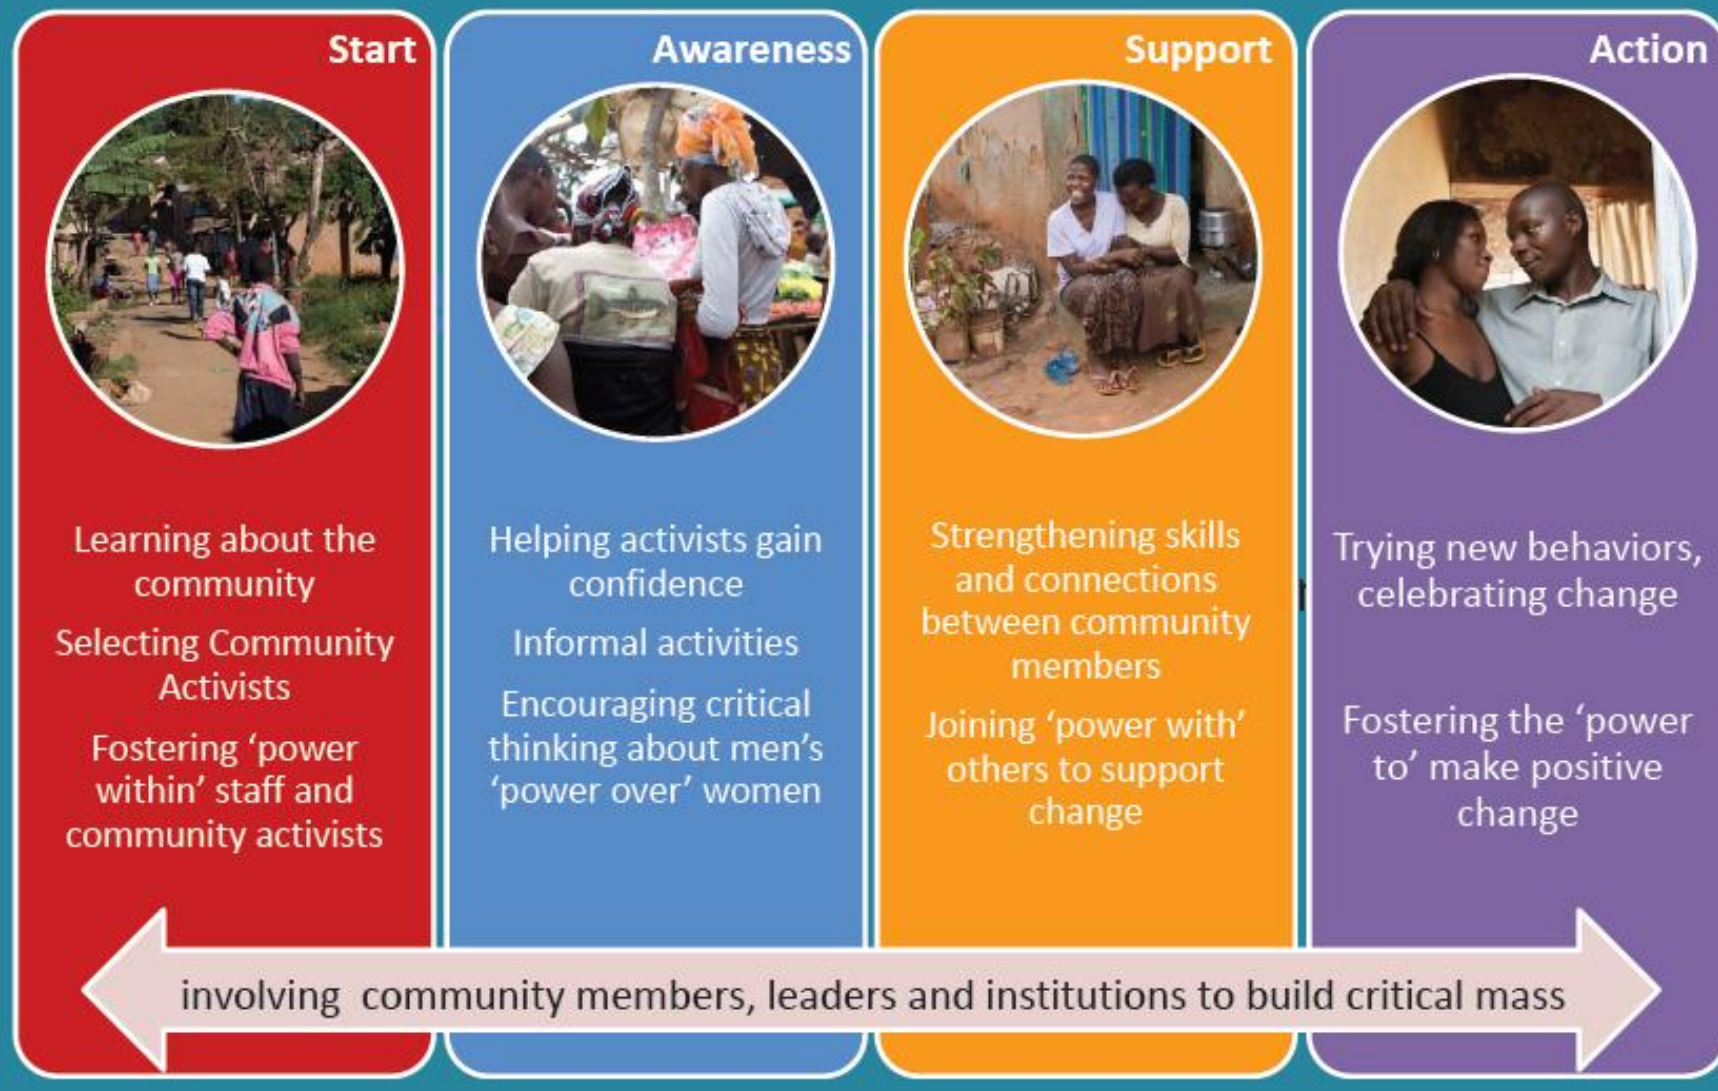 Start
Learning about the
community
Selecting Community
Activists
Fostering ‘power
within’ staff and
community activists
Awareness
Helping activists gain
confidence
Informal activities
Encouraging critical
thinking about men’s
‘power over’ women
Support
Strengthening skills
and connections
between community
members
Joining ‘power with’
others to support
change
Action
Trying new behaviors,
celebrating change
Fostering the ‘power
to’ make positive
change
involving community members, leaders and institutions to build critical mass